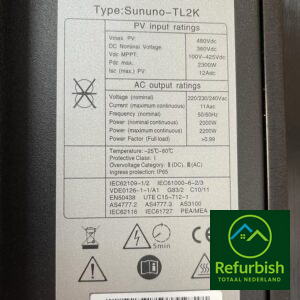 Type:Sununo-TL2K
PV input ratings
Vmax PV: 480Vdc
DC Nominal Voltage: 360Vdc
Vdc MPPT: 100V-425Vdc
Pdc max. 2300W
Isc (max.) PV: 12Adc
AC output ratings
Voltage (nominal) 220/230/240Vac
Current (maximum continuous) 11Aac
Frequency (nominal) 50/60Hz
Power (nominal continuous) 2000W
Power (maximum continuous) 2200W
Power Factor >0.99
Temperature: -25℃~60℃
Protective Class: I
Overvoltage Category: Ⅱ(DC), Ⅲ(AC)
Ingress protection: IP65
IEC62109-1/2 IEC61000-6-2/3
VDE0126-1-1/A1 G83/2 C10/11
EN50438 UTE C15-712-1
AS4777.2 AS4777.3 AS3100
IEC62116 IEC61727 PEA/MEA
5min
Refurbish
TOTAAL NEDERLAND